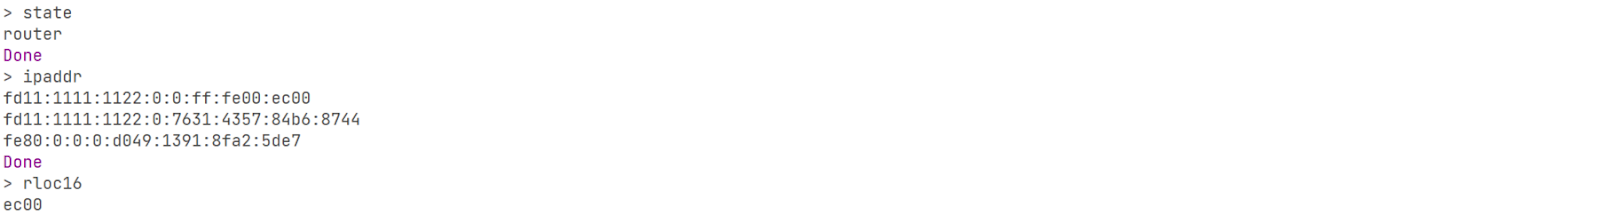 > state
router
Done
> ipaddr
fd11:1111:1122:0:0:ff:fe00:ec00
fd11:1111:1122:0:7631:4357:84b6:8744
fe80:0:0:0:d049:1391:8fa2:5de7
Done
> rloc16
ec00